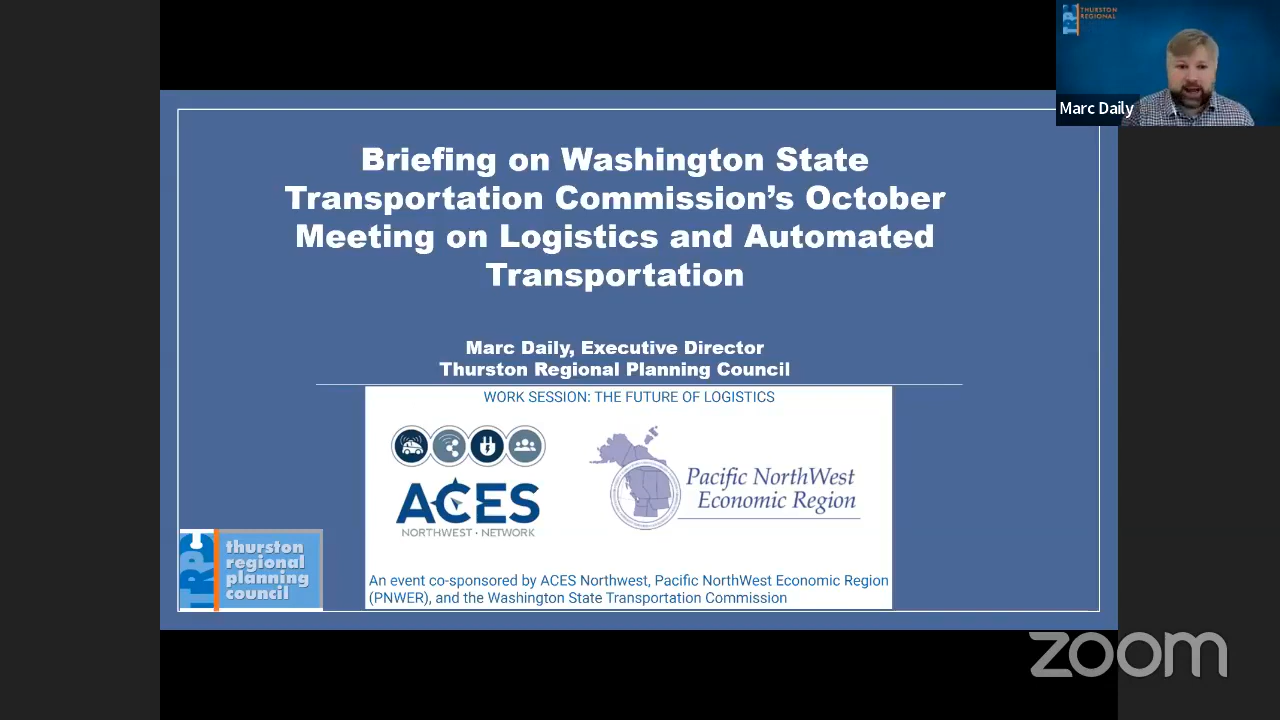 THURSTON
REGIONAL
Marc Daily
Briefing on Washington State
Transportation Commission's October
Meeting on Logistics and Automated
Transportation
Marc Daily, Executive Director
Thurston Regional Planning Council
WORK SESSION: THE FUTURE OF LOGISTICS
ACES
NORTHWEST · NETWORK
Pacific NorthWest
Economic Region
An event co-sponsored by ACES Northwest, Pacific NorthWest Economic Region
(PNWER), and the Washington State Transportation Commission
TRPC
thurston
regional
planning
council
zoom